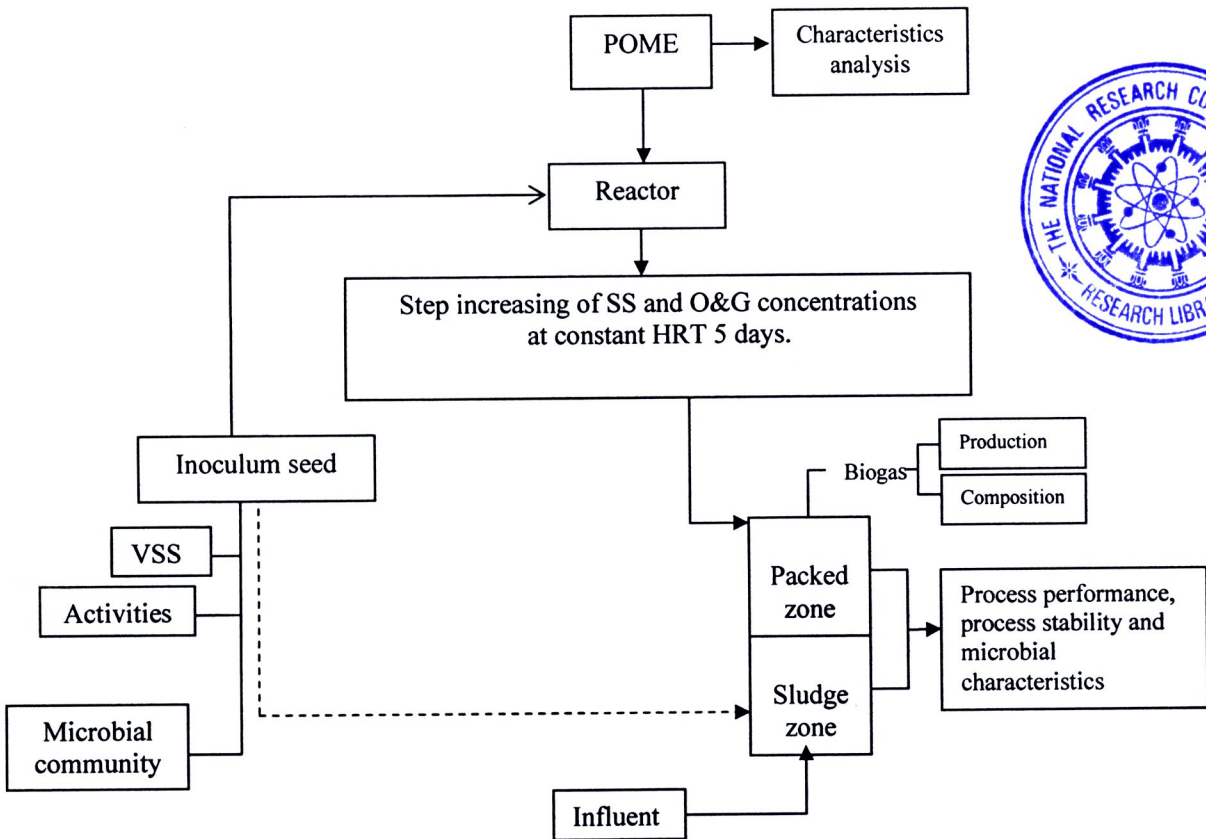 POME
Characteristics
analysis
THE NATIONAL RESEARCH
RESEARCH
Reactor
Step increasing of SS and O&G concentrations
at constant HRT 5 days.
Inoculum seed
VSS
Activities
Microbial
community
Biogas
Production
Composition
Packed
zone
Sludge
zone
Process performance,
process stability and
microbial
characteristics
Influent